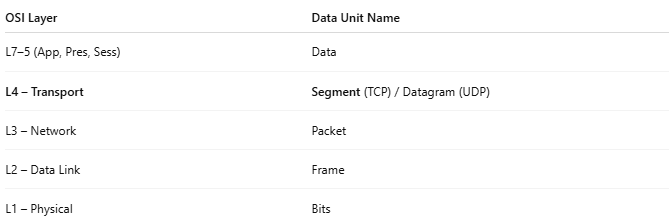 OSI Layer Data Unit Name
L7–5 (App, Pres, Sess) Data
L4 – Transport Segment (TCP) / Datagram (UDP)
L3 – Network Packet
L2 – Data Link Frame
L1 – Physical Bits